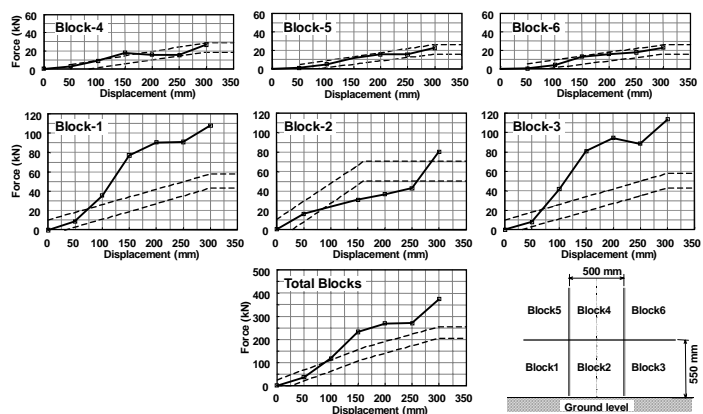 Block-4
Force (kN)
60
40
20
0
0 50 100 150 200 250 300 350
Displacement (mm)
Block-5
60
40
20
0
0 50 100 150 200 250 300 350
Displacement (mm)
Block-6
60
40
20
0
0 50 100 150 200 250 300 350
Displacement (mm)
Block-1
Force (kN)
120
100
80
60
40
20
0
0 50 100 150 200 250 300 350
Displacement (mm)
Block-2
120
100
80
60
40
20
0
0 50 100 150 200 250 300 350
Displacement (mm)
Block-3
120
100
80
60
40
20
0
0 50 100 150 200 250 300 350
Displacement (mm)
Total Blocks
Force (kN)
500
400
300
200
100
0
0 50 100 150 200 250 300 350
Displacement (mm)
500 mm
Block5 Block4 Block6
Block1 Block2 Block3
550 mm
Ground level